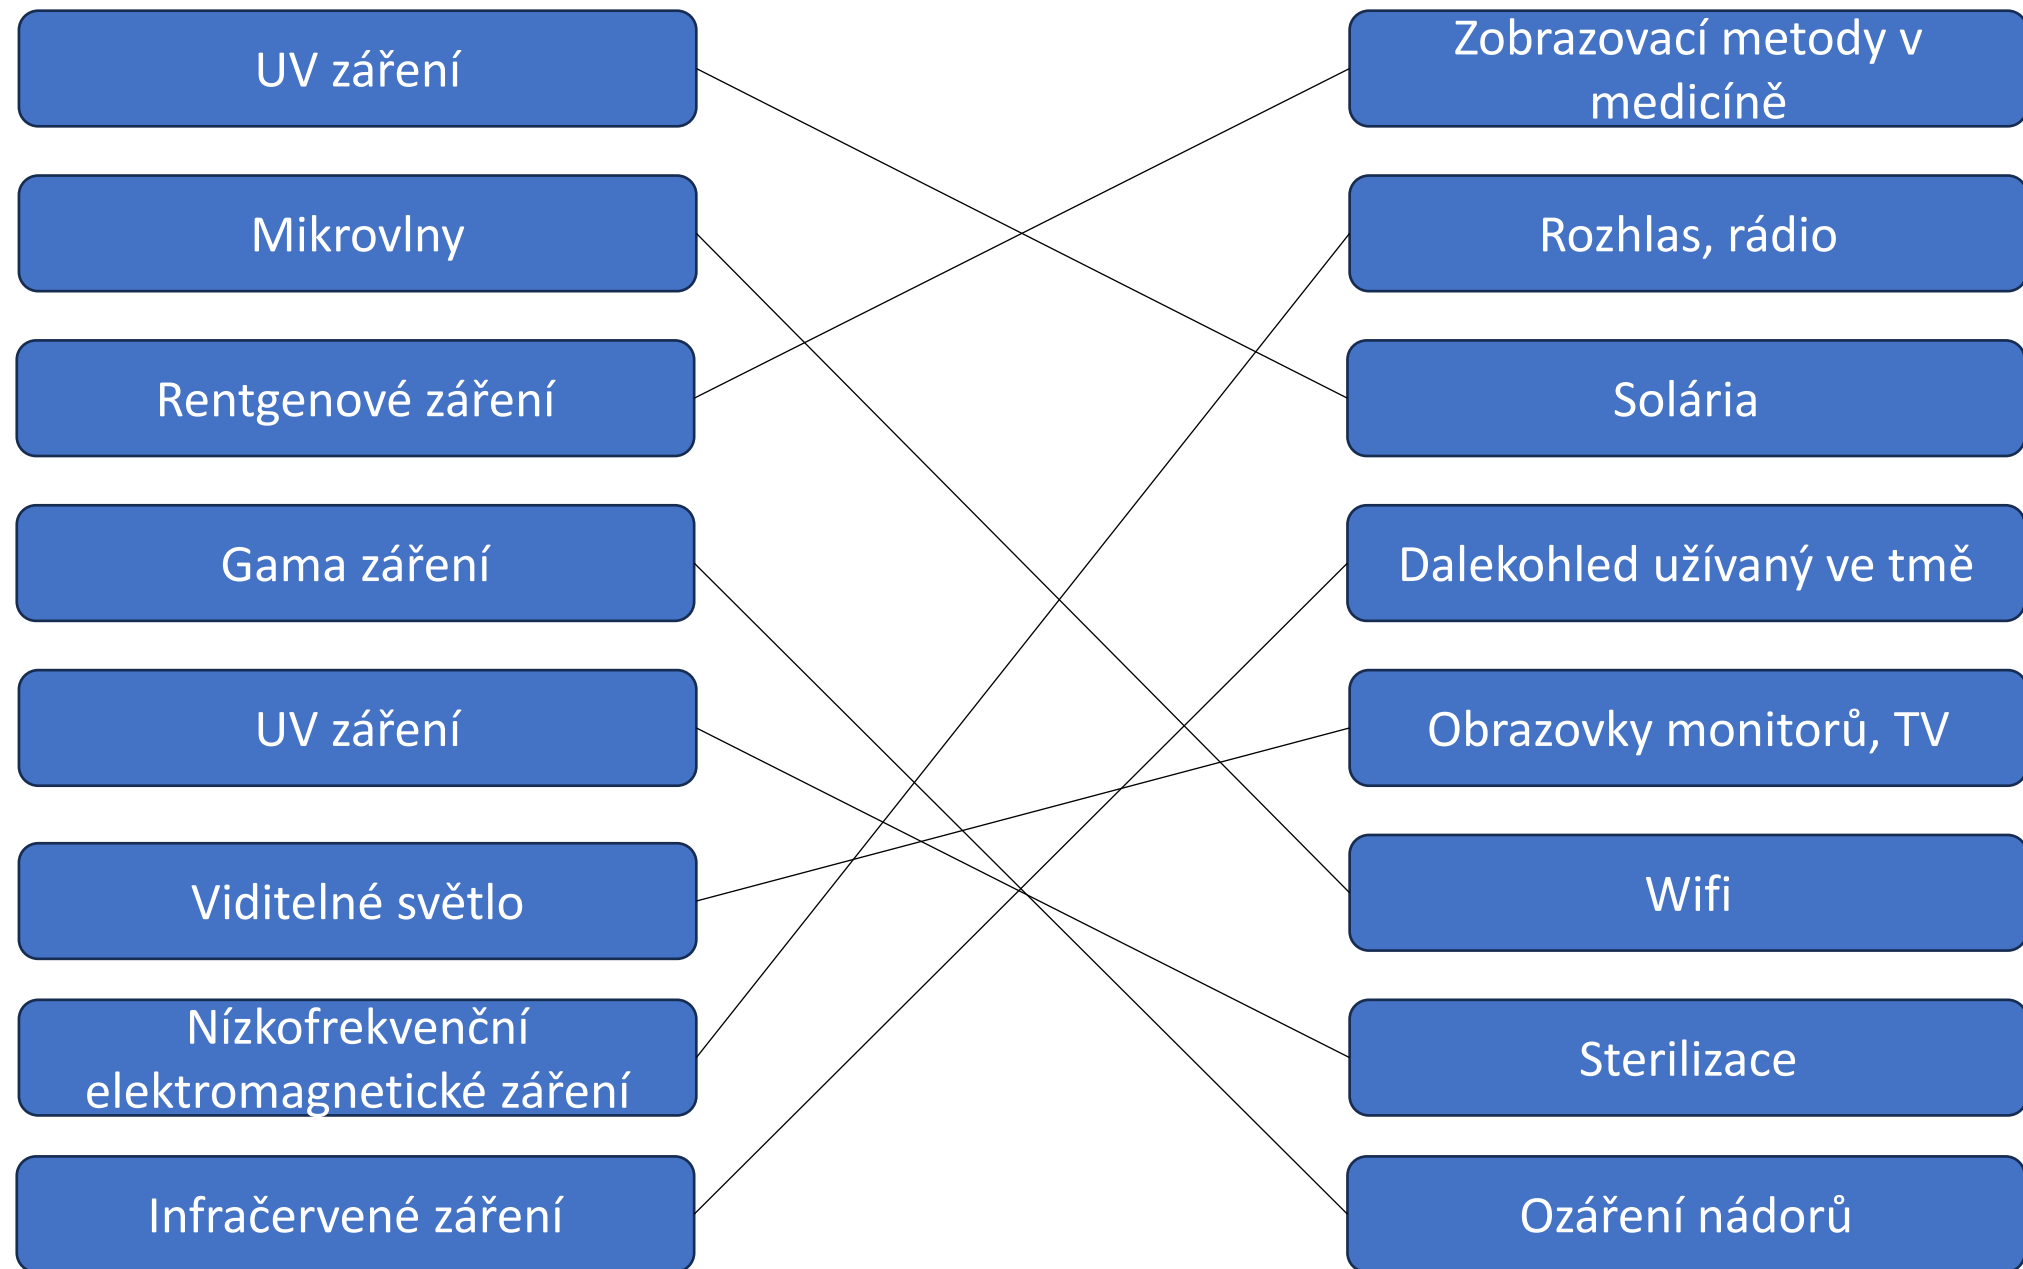 UV záření
Zobrazovací metody v
medicíně
Mikrovlny
Rozhlas, rádio
Rentgenové záření
Solária
Gama záření
Dalekohled užívaný ve tmě
UV záření
Obrazovky monitorů, TV
Viditelné světlo
Wifi
Nízkofrekvenční
elektromagnetické záření
Sterilizace
Infračervené záření
Ozáření nádorů